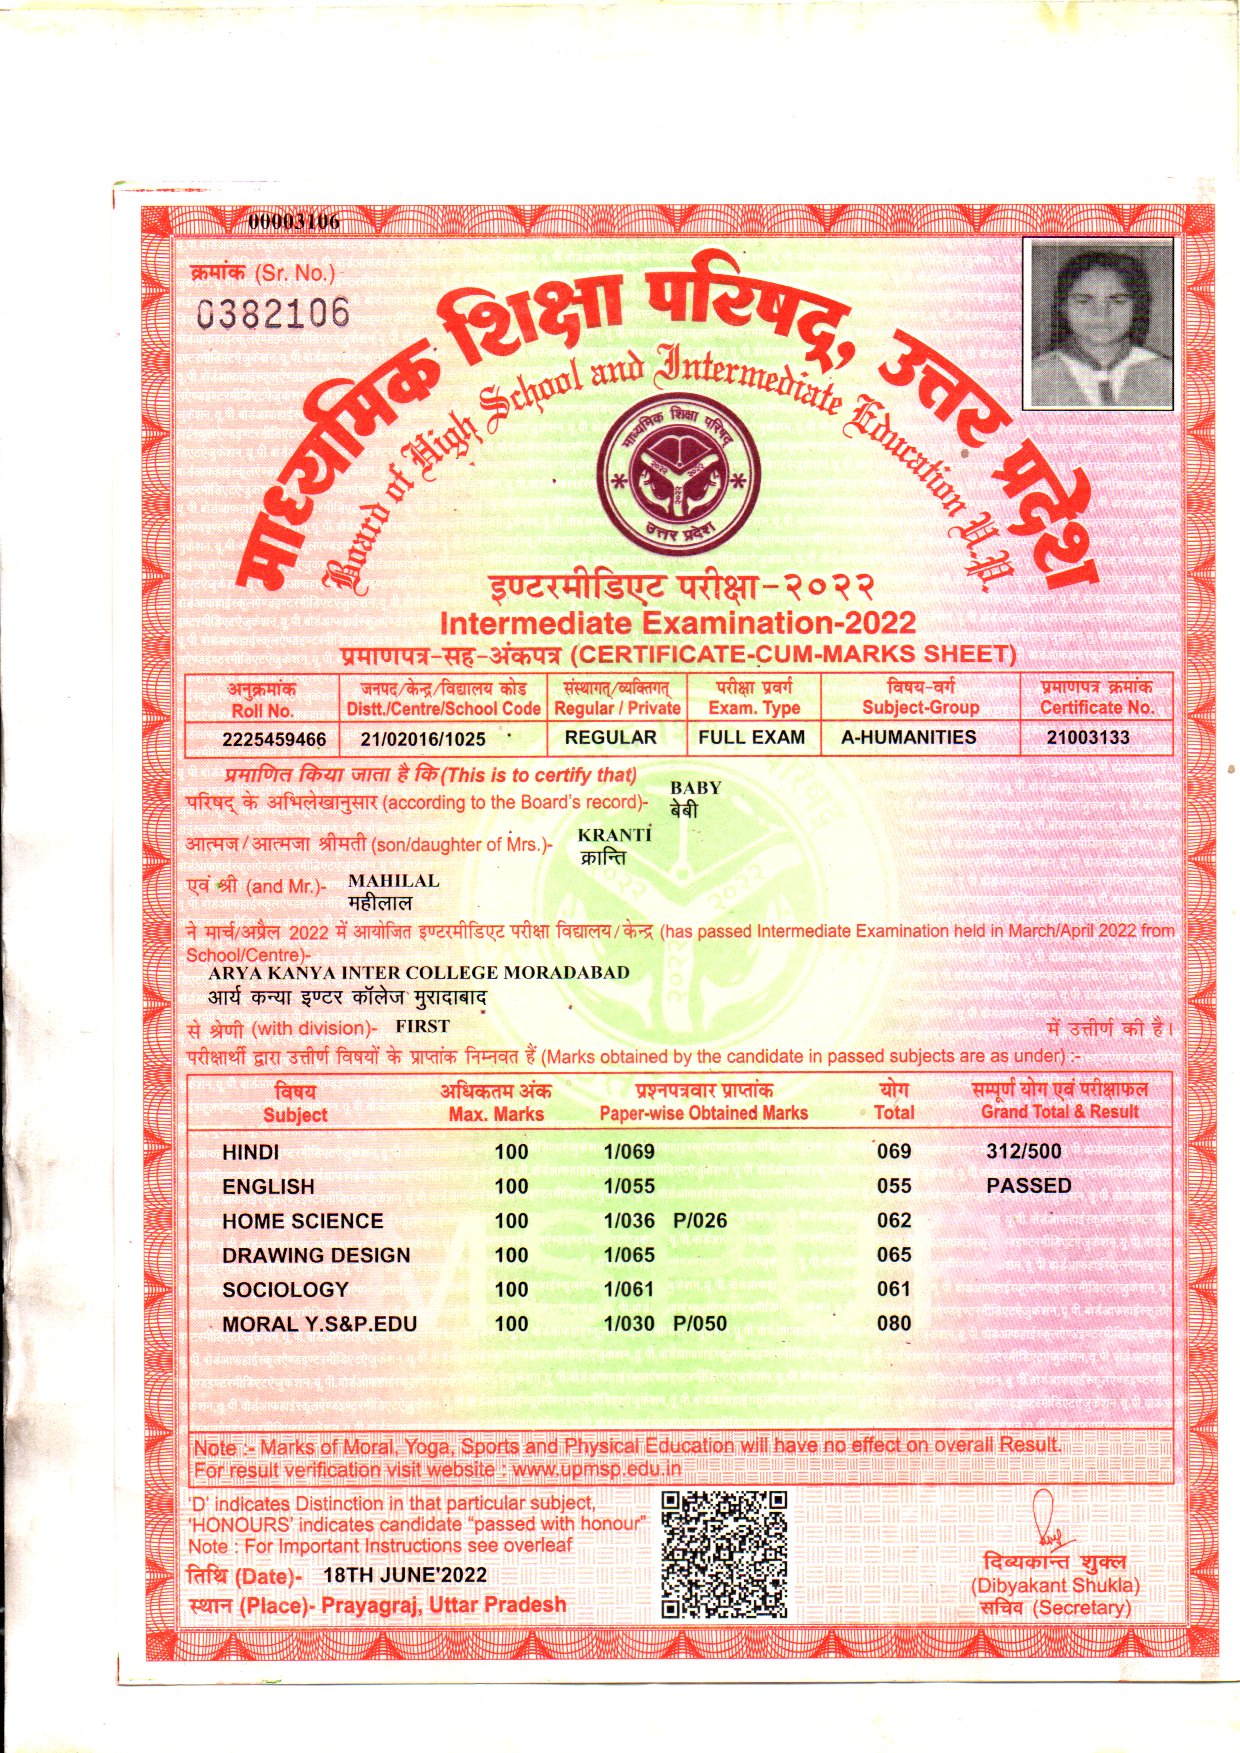 00003106
क्रमांक (Sr. No.)
0382106
माध्यमिक शिक्षा परिषद्, उत्तर प्रदेश
Board of High School and Intermediate Education U.P.
माध्यमिक शिक्षा परिषद्
२०२२ २०२२
२०२२
उत्तर प्रदेश
इण्टरमीडिएट परीक्षा-२०२२
Intermediate Examination-2022
प्रमाणपत्र-सह-अंकपत्र (CERTIFICATE-CUM-MARKS SHEET)
अनुक्रमांक जनपद/केन्द्र/विद्यालय कोड संस्थागत्/व्यक्तिगत् परीक्षा प्रवर्ग विषय-वर्ग प्रमाणपत्र क्रमांक
Roll No. Distt./Centre/School Code Regular / Private Exam. Type Subject-Group Certificate No.
2225459466 21/02016/1025 REGULAR FULL EXAM A-HUMANITIES 21003133
प्रमाणित किया जाता है कि (This is to certify that)
परिषद् के अभिलेखानुसार (according to the Board's record)- BABY
बेबी
आत्मज/आत्मजा श्रीमती (son/daughter of Mrs.)- KRANTI
क्रान्ति
एवं श्री (and Mr.)- MAHILAL
महीलाल
ने मार्च/अप्रैल 2022 में आयोजित इण्टरमीडिएट परीक्षा विद्यालय/केन्द्र (has passed Intermediate Examination held in March/April 2022 from
School/Centre)-
ARYA KANYA INTER COLLEGE MORADABAD
आर्य कन्या इण्टर कॉलेज मुरादाबाद
से श्रेणी (with division)- FIRST में उत्तीर्ण की है।
परीक्षार्थी द्वारा उत्तीर्ण विषयों के प्राप्तांक निम्नवत हैं (Marks obtained by the candidate in passed subjects are as under) :-
विषय अधिकतम अंक प्रश्नपत्रवार प्राप्तांक योग सम्पूर्ण योग एवं परीक्षाफल
Subject Max. Marks Paper-wise Obtained Marks Total Grand Total & Result
HINDI 100 1/069 069 312/500
ENGLISH 100 1/055 055 PASSED
HOME SCIENCE 100 1/036 P/026 062
DRAWING DESIGN 100 1/065 065
SOCIOLOGY 100 1/061 061
MORAL Y.S&P.EDU 100 1/030 P/050 080
Note :- Marks of Moral, Yoga, Sports and Physical Education will have no effect on overall Result.
For result verification visit website : www.upmsp.edu.in
'D' indicates Distinction in that particular subject,
'HONOURS' indicates candidate "passed with honour"
Note : For Important Instructions see overleaf
तिथि (Date)- 18TH JUNE'2022
स्थान (Place)- Prayagraj, Uttar Pradesh
दिव्यकान्त शुक्ल
(Dibyakant Shukla)
सचिव (Secretary)